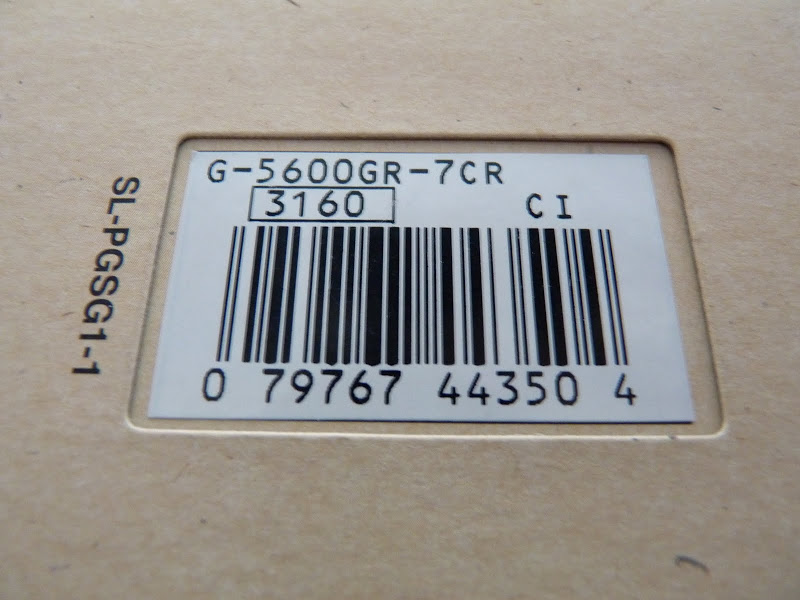 G-5600GR-7CR
3160 CI
0 79767 44350 4
SL-PGSG1-1